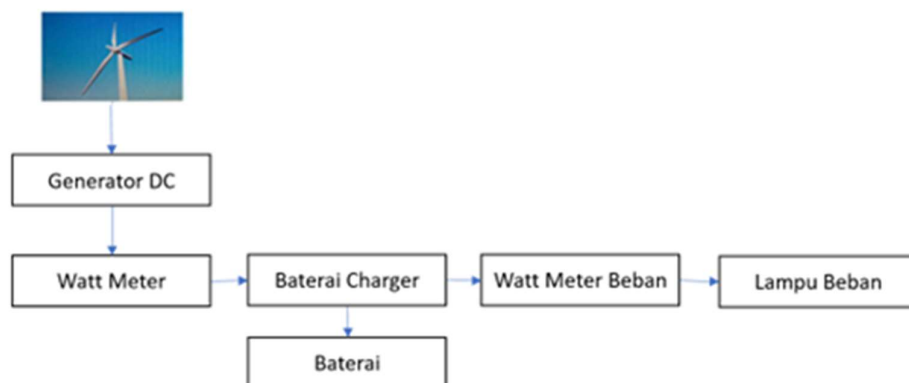 Generator DC
Watt Meter
Baterai Charger
Watt Meter Beban
Lampu Beban
Baterai